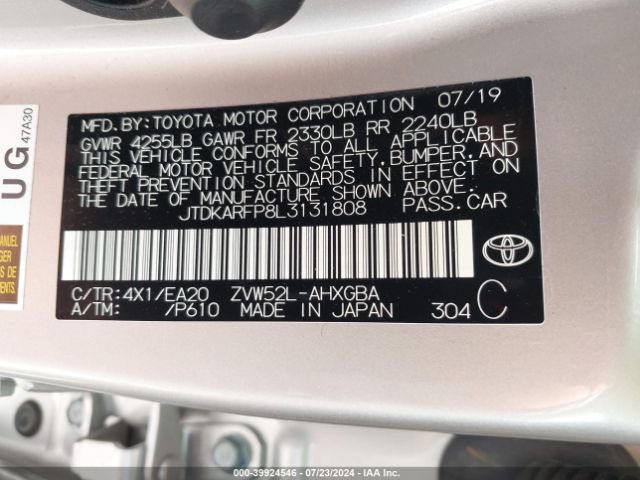 MFD.BY:TOYOTA MOTOR CORPORATION 07/19
GVWR 4255LB GAWR FR 2330LB RR 2240LB
THIS VEHICLE CONFORMS TO ALL APPLICABLE
FEDERAL MOTOR VEHICLE SAFETY,BUMPER,AND
THEFT PREVENTION STANDARDS IN EFFECT ON
THE DATE OF MANUFACTURE SHOWN ABOVE.
JTDKARFP8L3131808 PASS.CAR
C/TR:4X1/EA20 ZVW52L-AHXGBA
A/TM: /P610 MADE IN JAPAN 304 C
UG
47A30
MANUEL
000-39924546 - 07/23/2024 - IAA Inc.